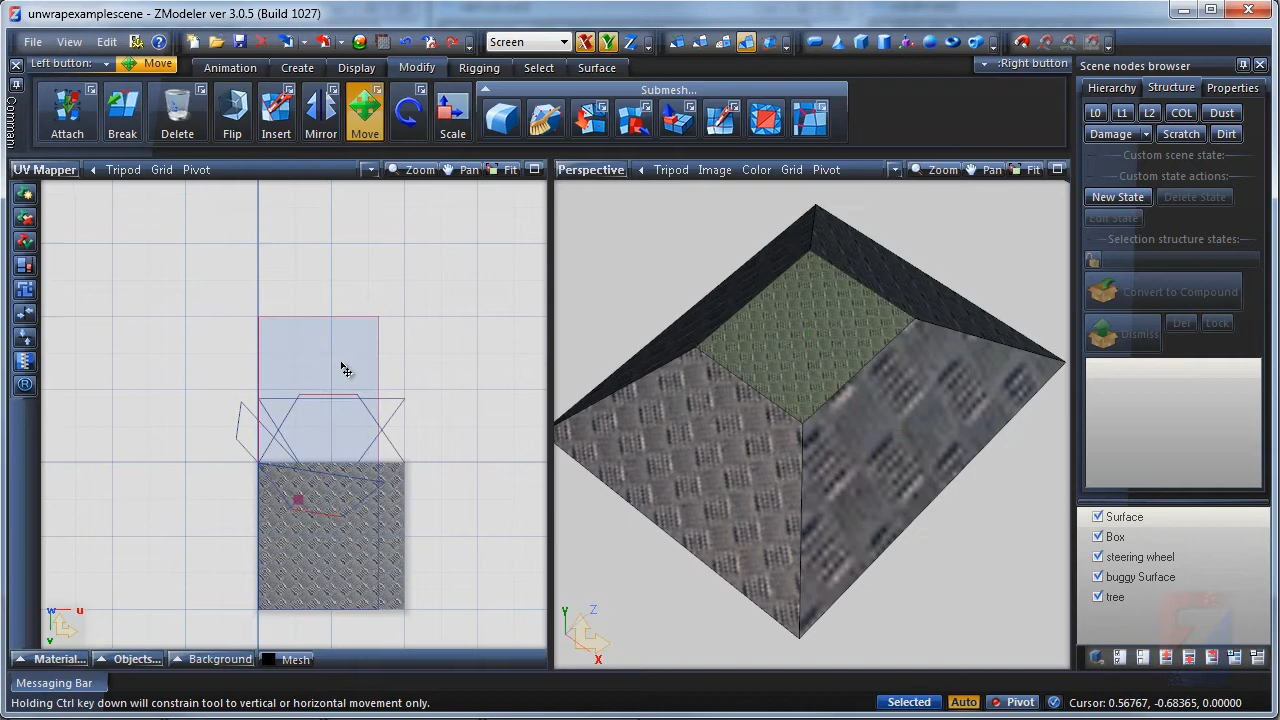 unwrapexamplescene - ZModeler ver 3.0.5 (Build 1027)
File View Edit Screen X Y Z
Left button: Move Animation Create Display Modify Rigging Select Surface :Right button
Command
Attach Break Delete Flip Insert Mirror Move Scale
Submesh...
UV Mapper Tripod Grid Pivot Zoom Pan Fit
Perspective Tripod Image Color Grid Pivot Zoom Pan Fit
w u v
Y Z X
Material... Objects... Background Mesh
Scene nodes browser
Hierarchy Structure Properties
L0 L1 L2 COL Dust
Damage Scratch Dirt
Custom scene state:
Custom state actions:
New State Delete State
Edit State
Selection structure states:
Convert to Compound
Dismiss Del Lock
Surface
Box
steering wheel
buggy Surface
tree
Messaging Bar
Holding Ctrl key down will constrain tool to vertical or horizontal movement only. Selected Auto Pivot Cursor: 0.56767, -0.68365, 0.00000